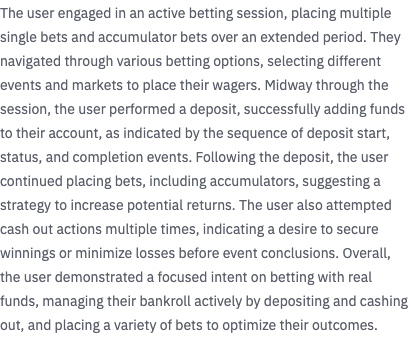 The user engaged in an active betting session, placing multiple
single bets and accumulator bets over an extended period. They
navigated through various betting options, selecting different
events and markets to place their wagers. Midway through the
session, the user performed a deposit, successfully adding funds
to their account, as indicated by the sequence of deposit start,
status, and completion events. Following the deposit, the user
continued placing bets, including accumulators, suggesting a
strategy to increase potential returns. The user also attempted
cash out actions multiple times, indicating a desire to secure
winnings or minimize losses before event conclusions. Overall,
the user demonstrated a focused intent on betting with real
funds, managing their bankroll actively by depositing and cashing
out, and placing a variety of bets to optimize their outcomes.